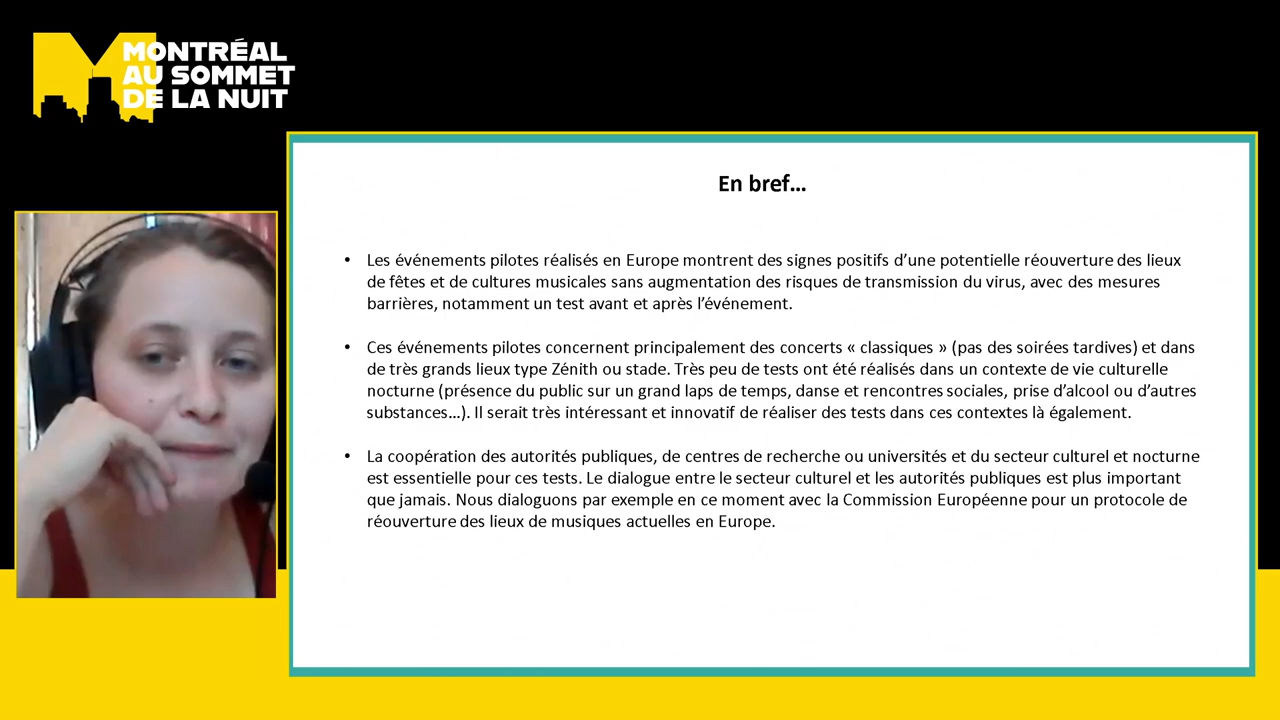 MONTRÉAL
AU SOMMET
DE LA NUIT
En bref...
• Les événements pilotes réalisés en Europe montrent des signes positifs d’une potentielle réouverture des lieux
de fêtes et de cultures musicales sans augmentation des risques de transmission du virus, avec des mesures
barrières, notamment un test avant et après l’événement.
• Ces événements pilotes concernent principalement des concerts « classiques » (pas des soirées tardives) et dans
de très grands lieux type Zénith ou stade. Très peu de tests ont été réalisés dans un contexte de vie culturelle
nocturne (présence du public sur un grand laps de temps, danse et rencontres sociales, prise d’alcool ou d’autres
substances...). Il serait très intéressant et innovatif de réaliser des tests dans ces contextes là également.
• La coopération des autorités publiques, de centres de recherche ou universités et du secteur culturel et nocturne
est essentielle pour ces tests. Le dialogue entre le secteur culturel et les autorités publiques est plus important
que jamais. Nous dialoguons par exemple en ce moment avec la Commission Européenne pour un protocole de
réouverture des lieux de musiques actuelles en Europe.